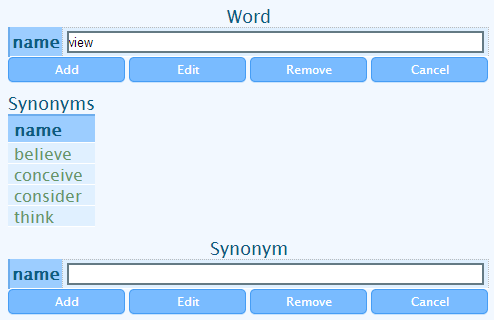 Word
name view
Add Edit Remove Cancel
Synonyms
name
believe
conceive
consider
think
Synonym
name
Add Edit Remove Cancel